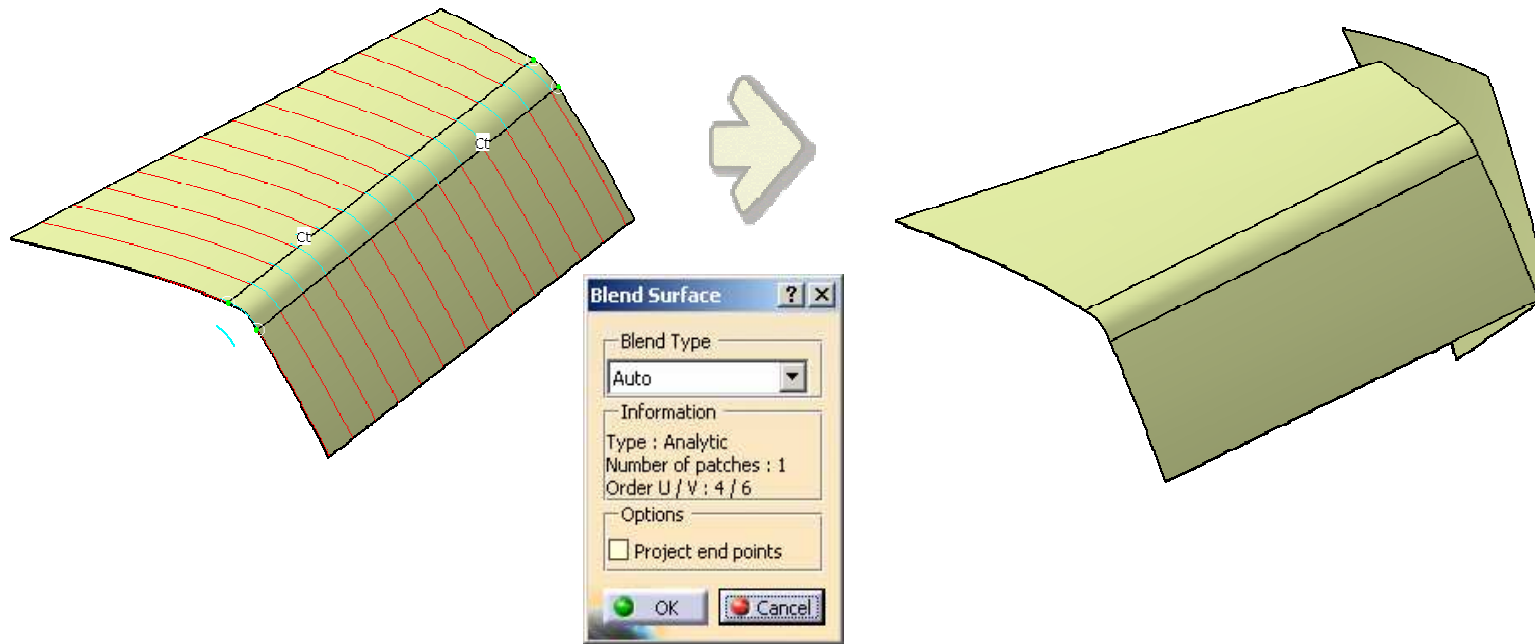 Ct
Ct
Blend Surface
Blend Type
Auto
Information
Type : Analytic
Number of patches : 1
Order U / V : 4 / 6
Options
Project end points
OK
Cancel